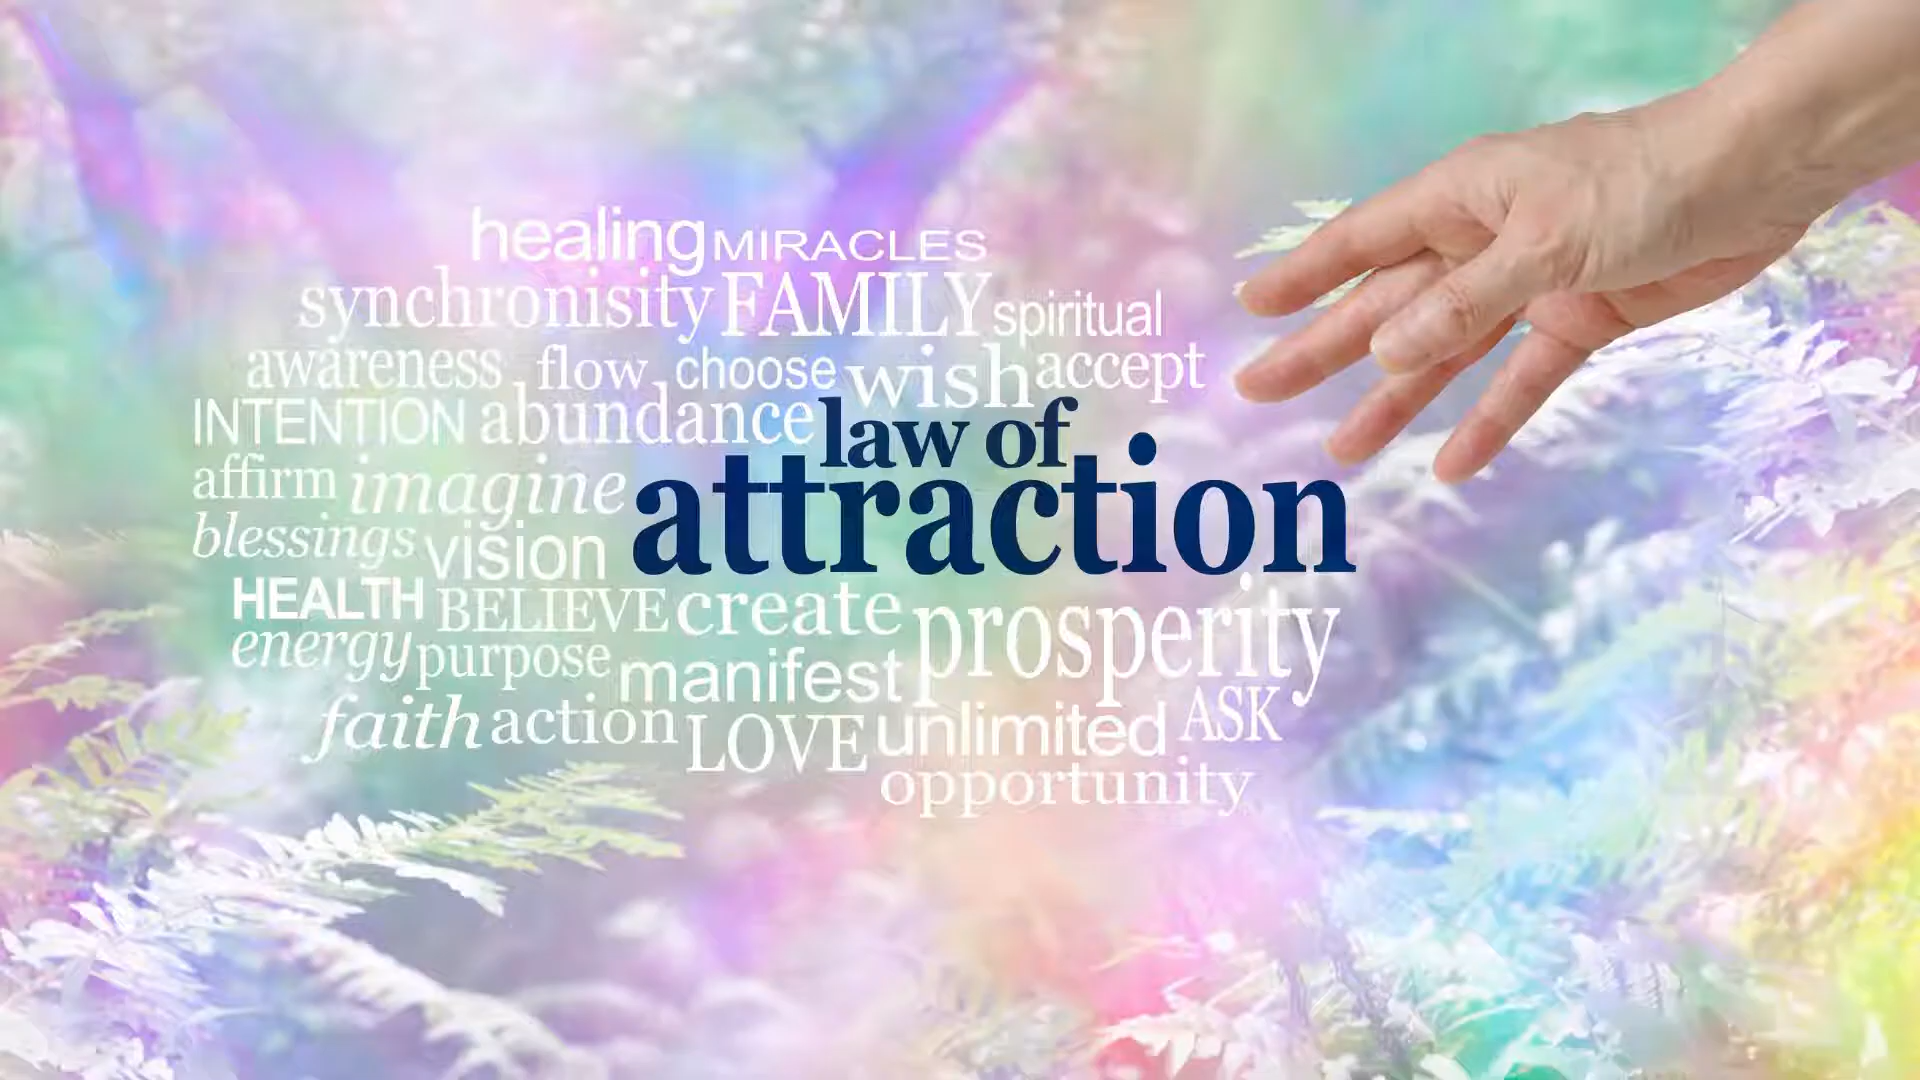 healing MIRACLES
synchronisity FAMILY spiritual
awareness flow choose wish accept
INTENTION abundance law of
affirm imagine attraction
blessings vision
HEALTH BELIEVE create prosperity
energy purpose manifest
faith action LOVE unlimited ASK
opportunity